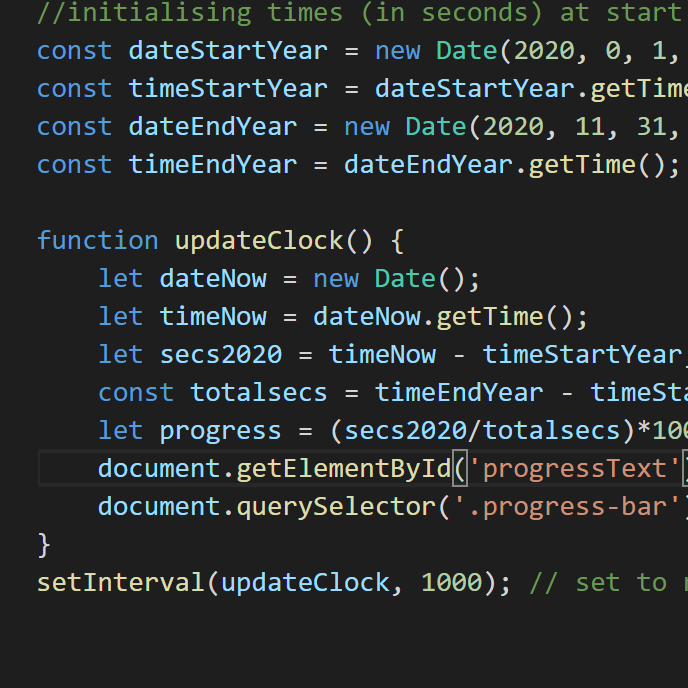 //initialising times (in seconds) at start
const dateStartYear = new Date(2020, 0, 1,
const timeStartYear = dateStartYear.getTime
const dateEndYear = new Date(2020, 11, 31,
const timeEndYear = dateEndYear.getTime();
function updateClock() {
let dateNow = new Date();
let timeNow = dateNow.getTime();
let secs2020 = timeNow - timeStartYear
const totalsecs = timeEndYear - timeSta
let progress = (secs2020/totalsecs)*100
document.getElementById('progressText')
document.querySelector('.progress-bar')
}
setInterval(updateClock, 1000); // set to